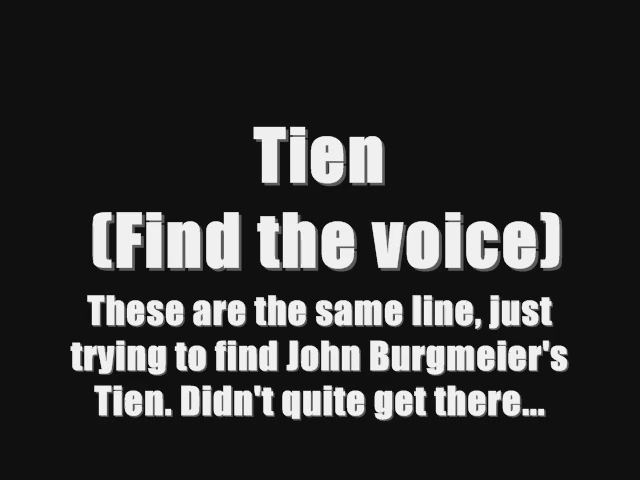 Tien
(Find the voice)
These are the same line, just
trying to find John Burgmeier's
Tien. Didn't quite get there...